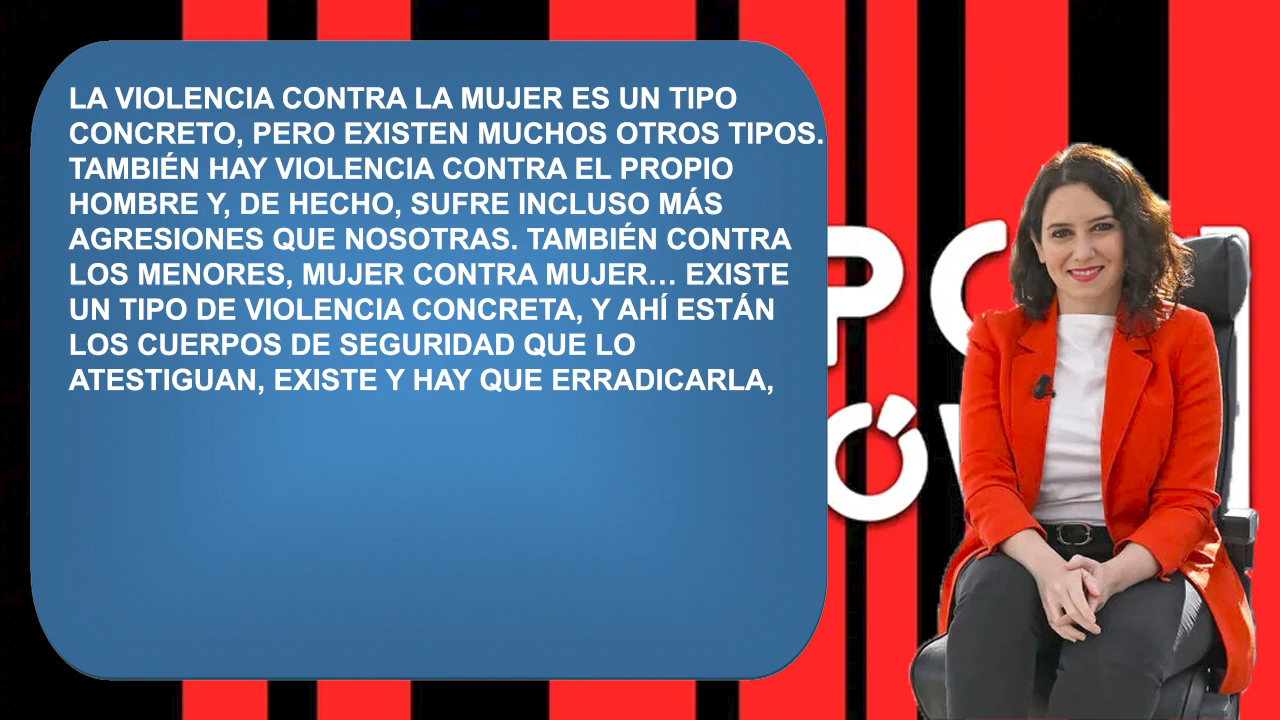 LA VIOLENCIA CONTRA LA MUJER ES UN TIPO
CONCRETO, PERO EXISTEN MUCHOS OTROS TIPOS.
TAMBIÉN HAY VIOLENCIA CONTRA EL PROPIO
HOMBRE Y, DE HECHO, SUFRE INCLUSO MÁS
AGRESIONES QUE NOSOTRAS. TAMBIÉN CONTRA
LOS MENORES, MUJER CONTRA MUJER... EXISTE
UN TIPO DE VIOLENCIA CONCRETA, Y AHÍ ESTÁN
LOS CUERPOS DE SEGURIDAD QUE LO
ATESTIGUAN, EXISTE Y HAY QUE ERRADICARLA,